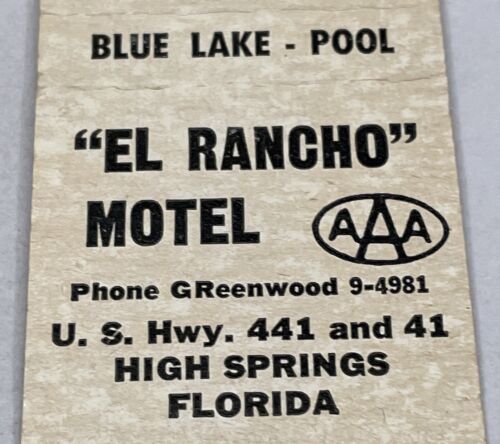 BLUE LAKE - POOL
"EL RANCHO"
MOTEL
AAA
Phone GReenwood 9-4981
U. S. Hwy. 441 and 41
HIGH SPRINGS
FLORIDA